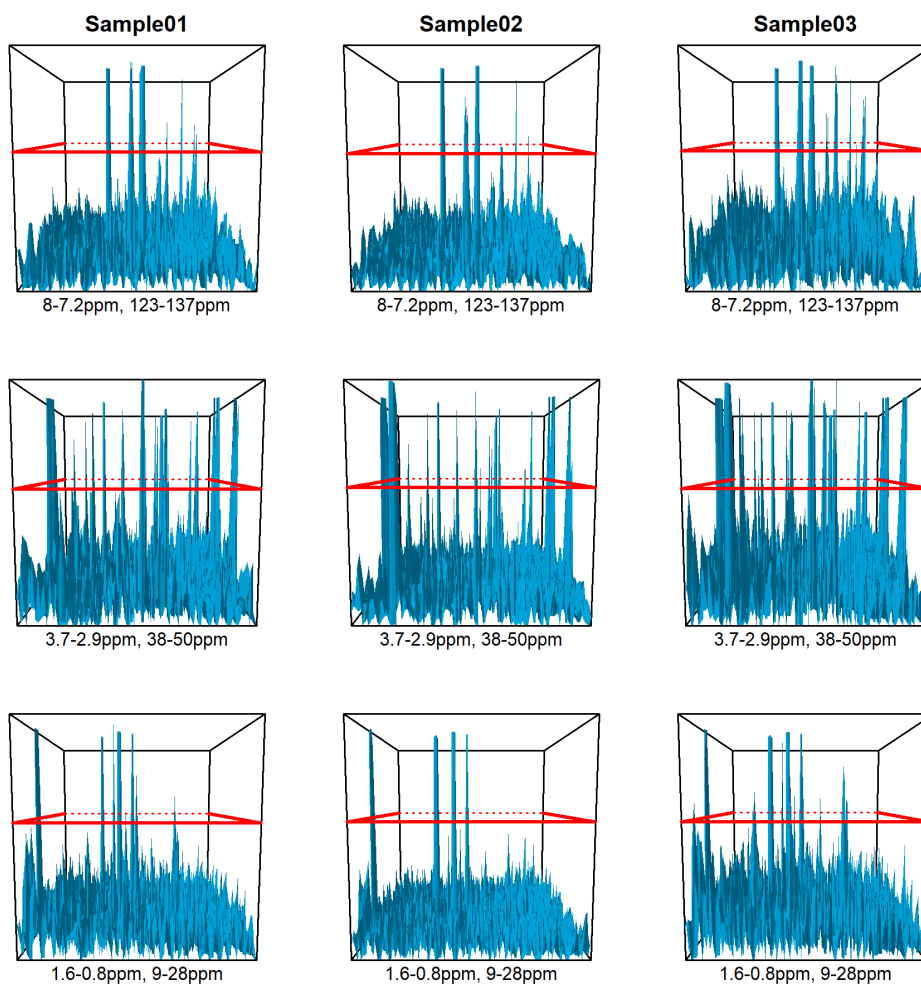 Sample01
Sample02
Sample03
8-7.2ppm, 123-137ppm
8-7.2ppm, 123-137ppm
8-7.2ppm, 123-137ppm
3.7-2.9ppm, 38-50ppm
3.7-2.9ppm, 38-50ppm
3.7-2.9ppm, 38-50ppm
1.6-0.8ppm, 9-28ppm
1.6-0.8ppm, 9-28ppm
1.6-0.8ppm, 9-28ppm